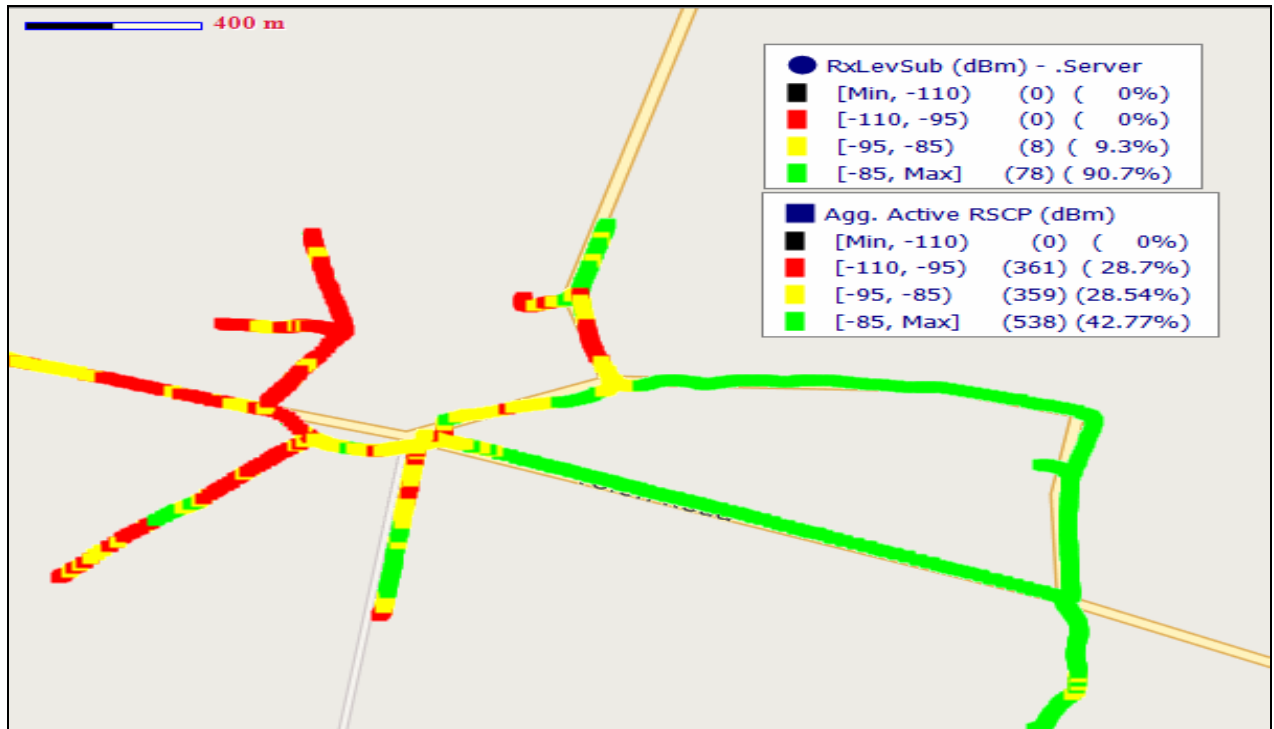 400 m
RxLevSub (dBm) - .Server
[Min, -110) (0) ( 0%)
[-110, -95) (0) ( 0%)
[-95, -85) (8) ( 9.3%)
[-85, Max] (78) ( 90.7%)
Agg. Active RSCP (dBm)
[Min, -110) (0) ( 0%)
[-110, -95) (361) ( 28.7%)
[-95, -85) (359) (28.54%)
[-85, Max] (538) (42.77%)